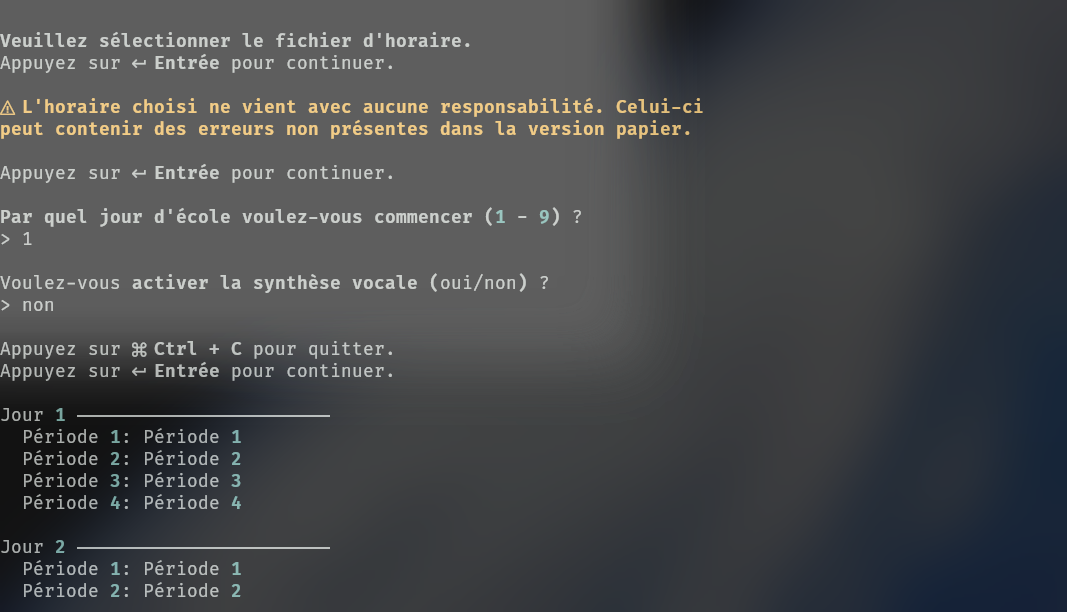 Veuillez sélectionner le fichier d'horaire.
Appuyez sur ↵ Entrée pour continuer.
⚠ L'horaire choisi ne vient avec aucune responsabilité. Celui-ci
peut contenir des erreurs non présentes dans la version papier.
Appuyez sur ↵ Entrée pour continuer.
Par quel jour d'école voulez-vous commencer (1 - 9) ?
> 1
Voulez-vous activer la synthèse vocale (oui/non) ?
> non
Appuyez sur ⌘ Ctrl + C pour quitter.
Appuyez sur ↵ Entrée pour continuer.
Jour 1 ───────────────────────
Période 1: Période 1
Période 2: Période 2
Période 3: Période 3
Période 4: Période 4
Jour 2 ───────────────────────
Période 1: Période 1
Période 2: Période 2